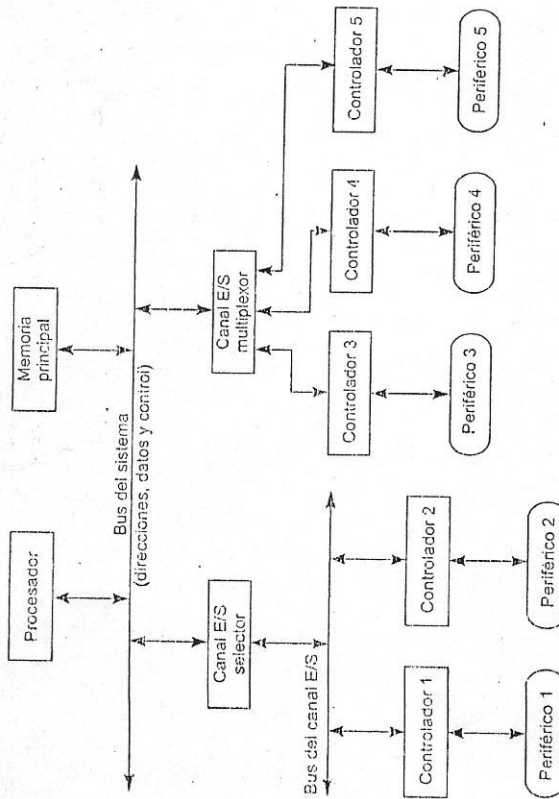 Procesador
Memoria
principal
Bus del sistema
(direcciones, datos y control)
Canal E/S
selector
Canal E/S
multiplexor
Bus del canal E/S
Controlador 1
Controlador 2
Controlador 3
Controlador 4
Controlador 5
Periférico 1
Periférico 2
Periférico 3
Periférico 4
Periférico 5